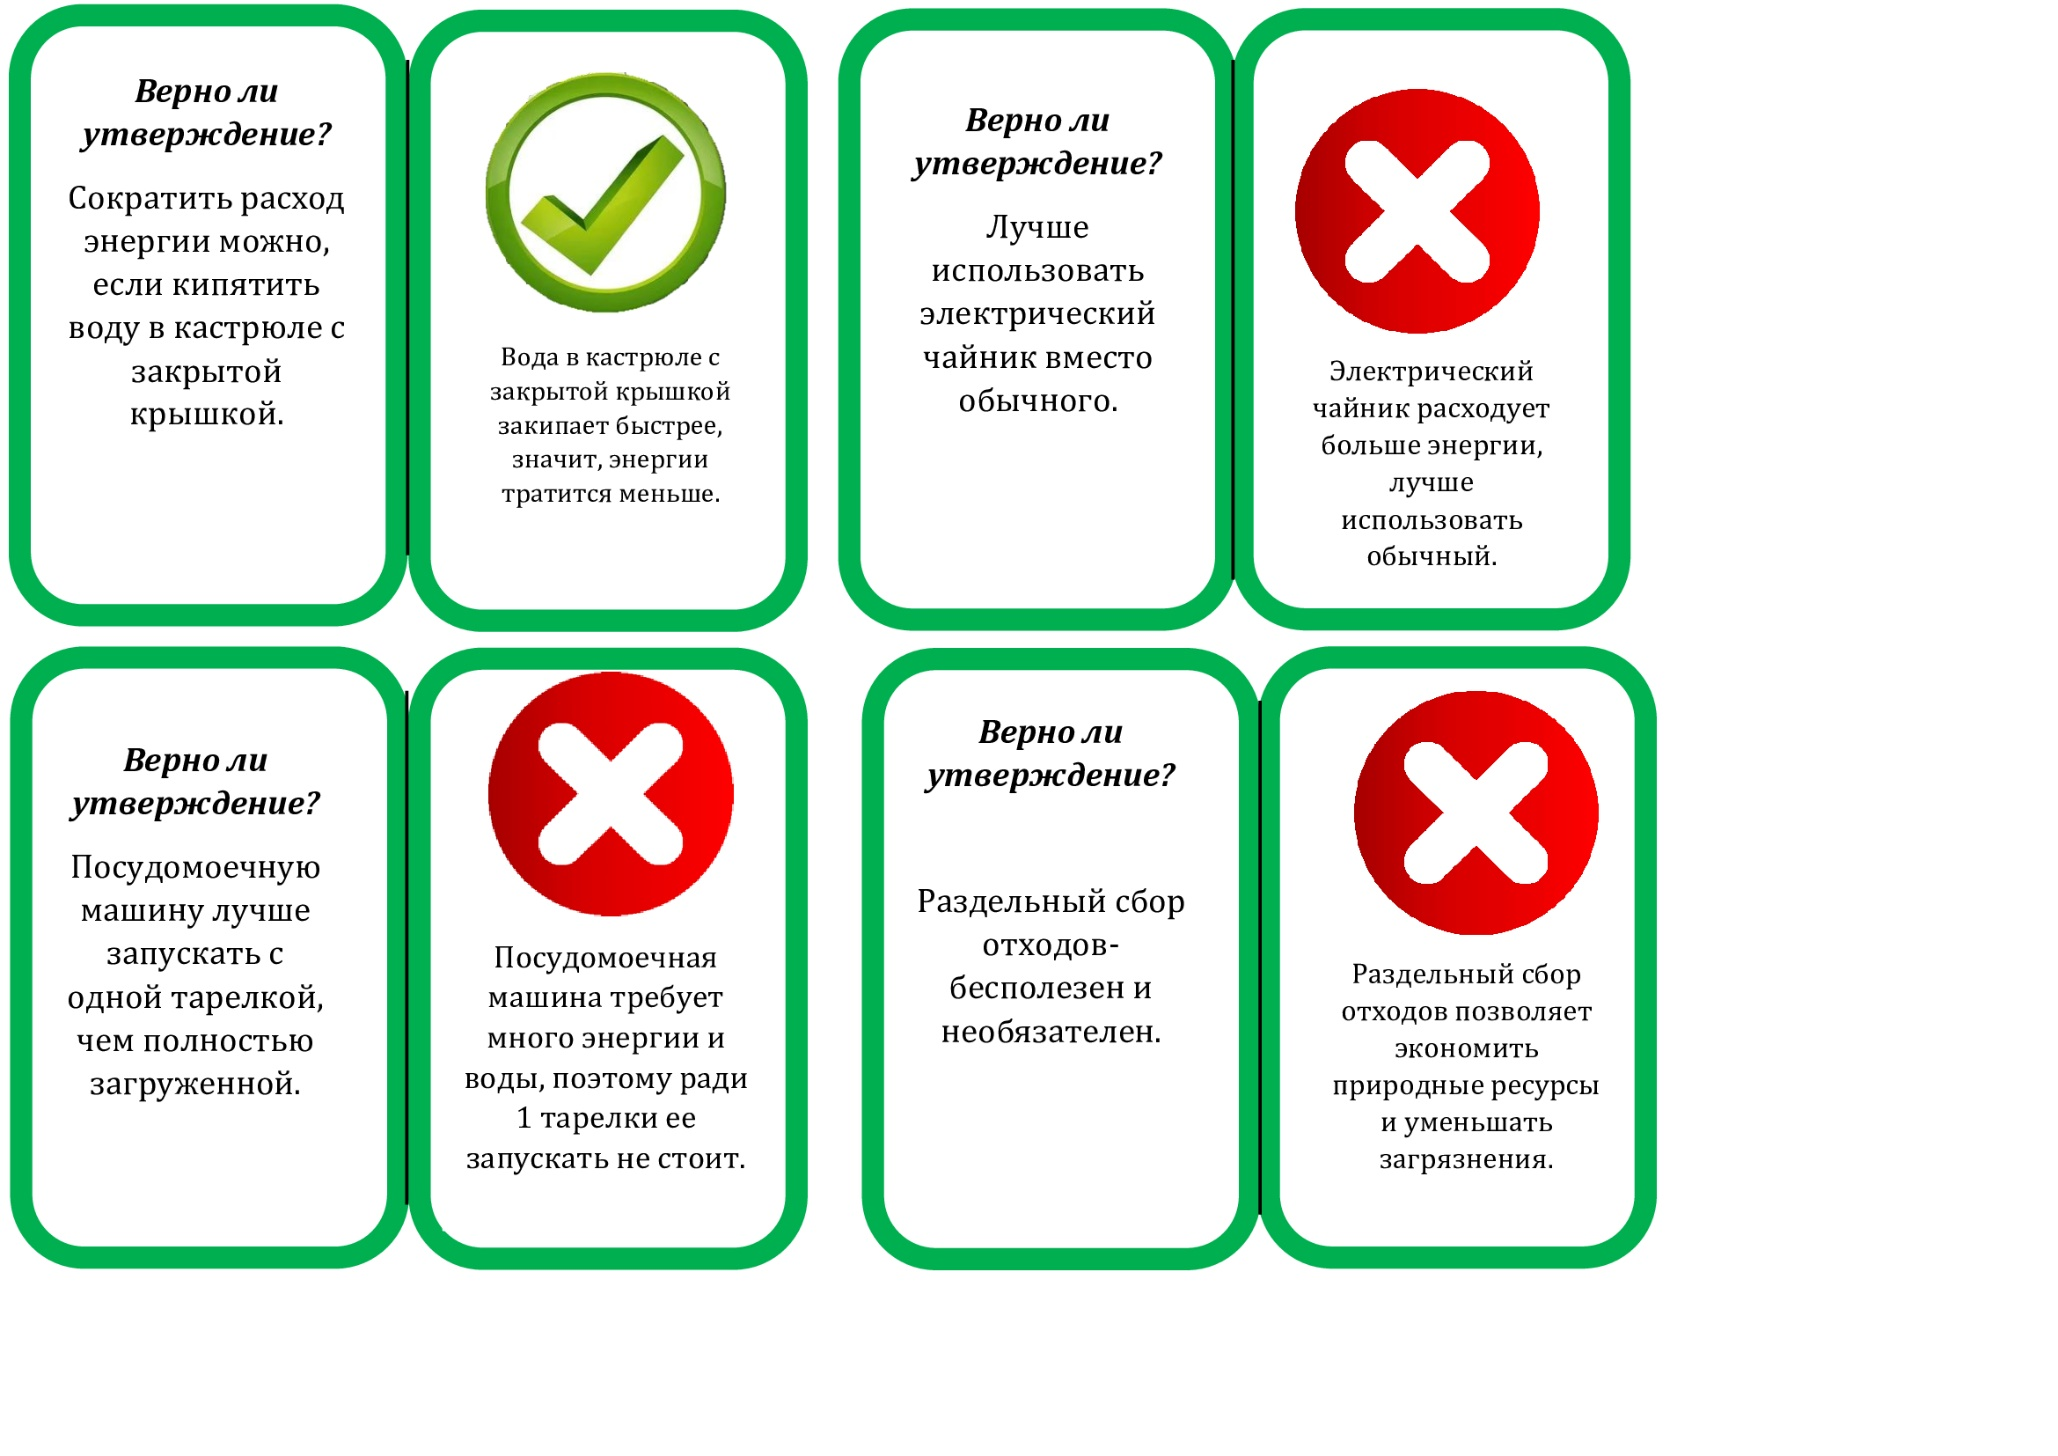 Верно ли
утверждение?
Сократить расход
энергии можно,
если кипятить
воду в кастрюле с
закрытой
крышкой.
Вода в кастрюле с
закрытой крышкой
закипает быстрее,
значит, энергии
тратится меньше.
Верно ли
утверждение?
Лучше
использовать
электрический
чайник вместо
обычного.
Электрический
чайник расходует
больше энергии,
лучше
использовать
обычный.
Верно ли
утверждение?
Посудомоечную
машину лучше
запускать с
одной тарелкой,
чем полностью
загруженной.
Посудомоечная
машина требует
много энергии и
воды, поэтому ради
1 тарелки ее
запускать не стоит.
Верно ли
утверждение?
Раздельный сбор
отходов-
бесполезен и
необязателен.
Раздельный сбор
отходов позволяет
экономить
природные ресурсы
и уменьшать
загрязнения.